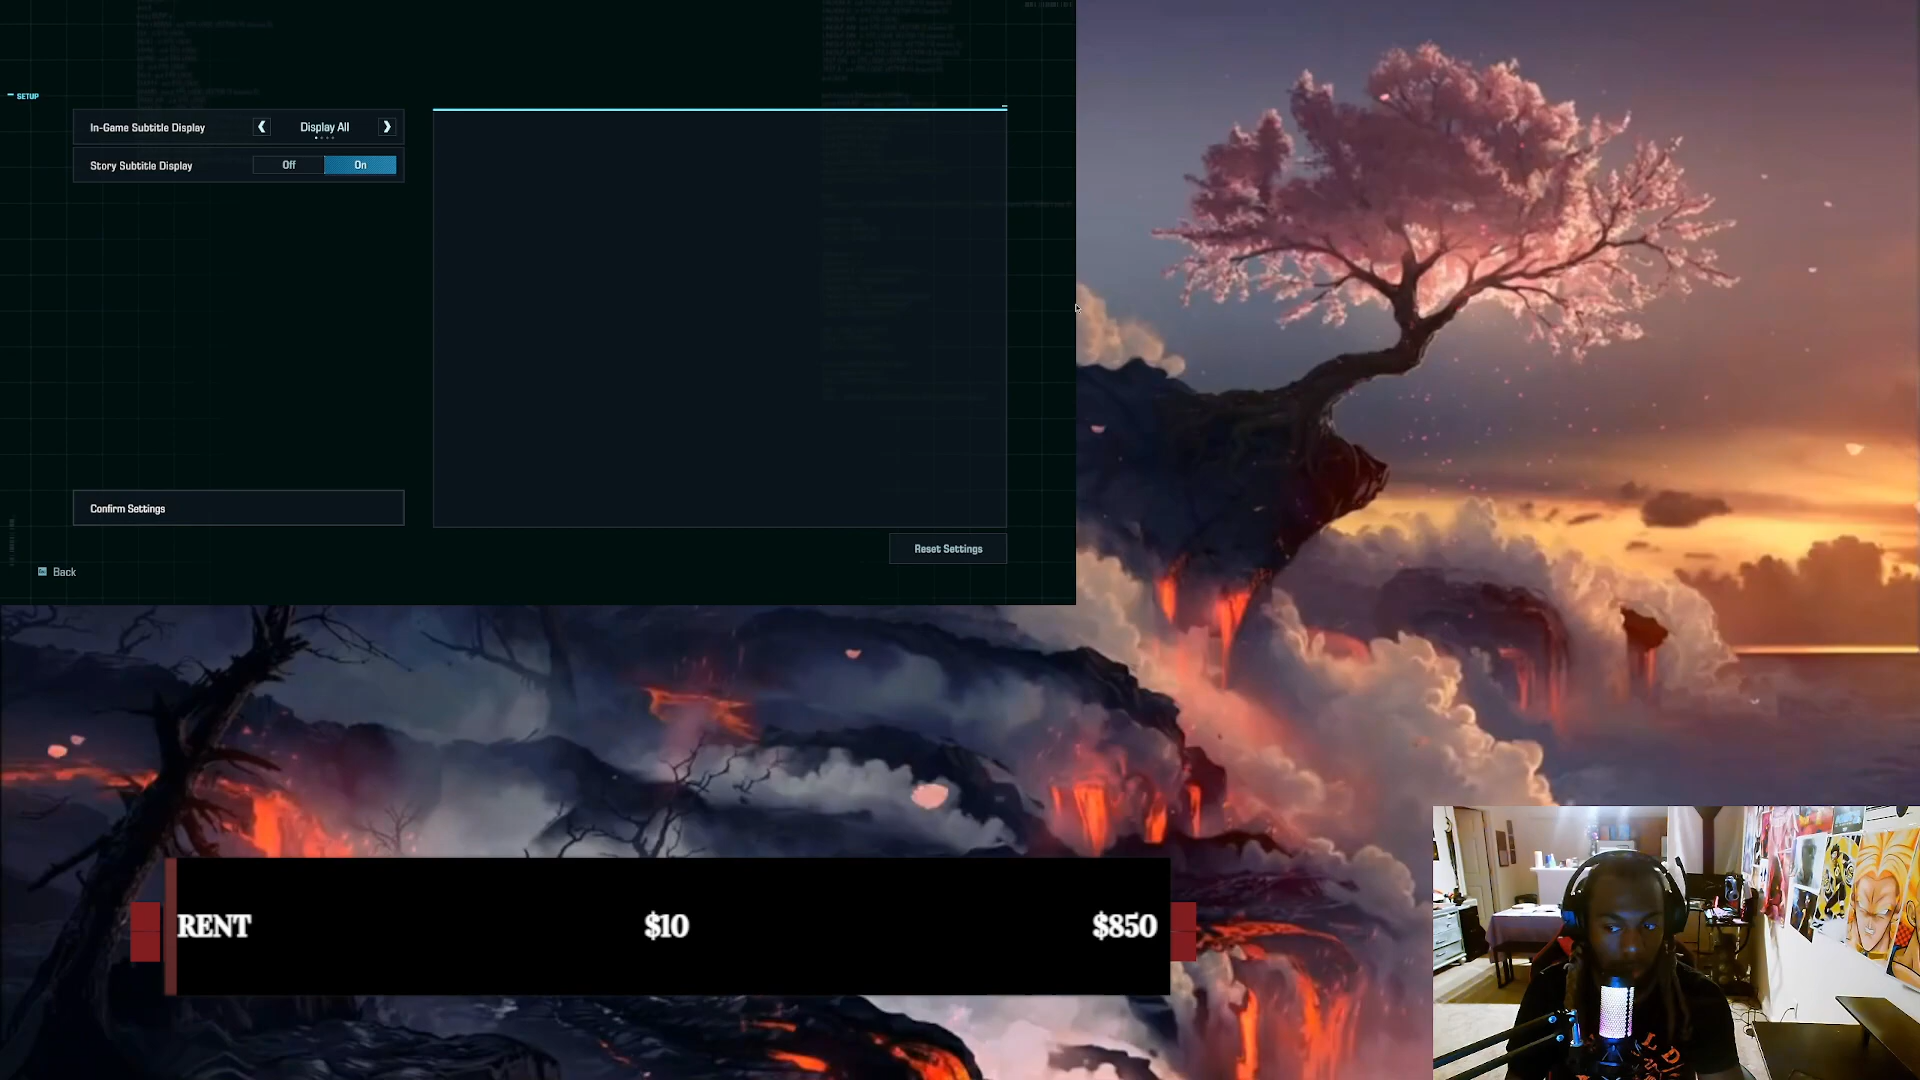 SETUP
In-Game Subtitle Display
Display All
Story Subtitle Display
Off
On
Confirm Settings
Reset Settings
Back
RENT
$10
$850